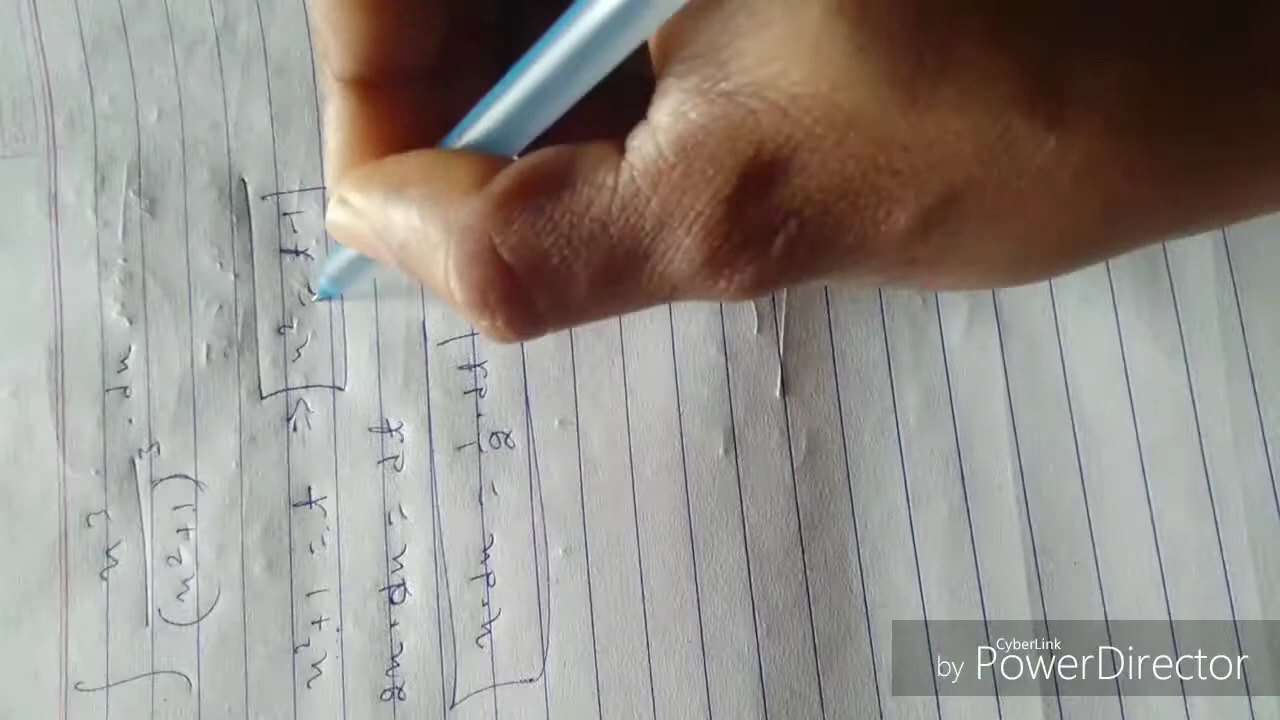 ∫ x³/(x²+1)³ · dx
x²+1 = t ⇒ x² = t-1
2x·dx = dt
x·dx = 1/2·dt
CyberLink
by PowerDirector